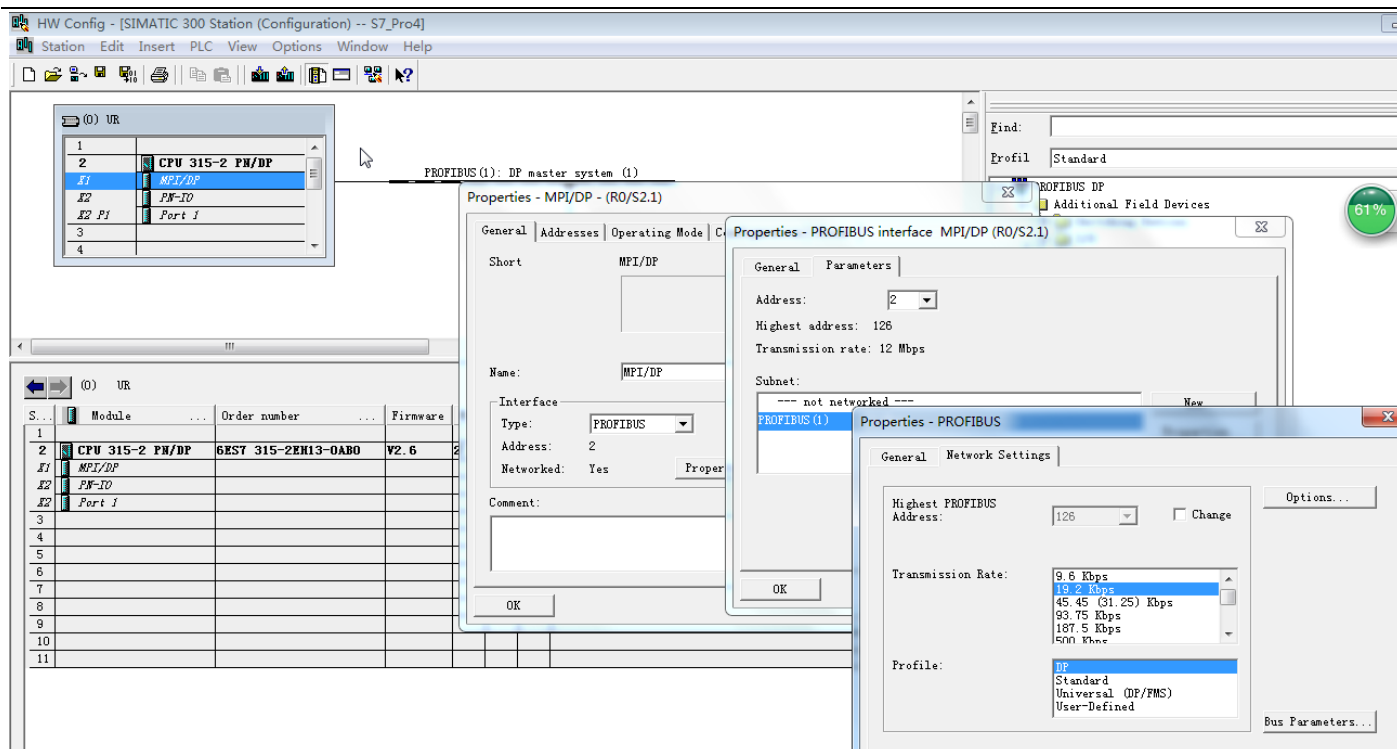 HW Config - [SIMATIC 300 Station (Configuration) -- S7_Pro4]
Station Edit Insert PLC View Options Window Help
(0) UR
1
2 CPU 315-2 PN/DP
X1 MPI/DP
X2 PN-IO
X2 P1 Port 1
3
4
PROFIBUS(1): DP master system (1)
Find:
Profil Standard
PROFIBUS DP
Additional Field Devices
61%
(0) UR
S... Module ... Order number ... Firmware
1
2 CPU 315-2 PN/DP 6ES7 315-2EH13-0AB0 V2.6 2
X1 MPI/DP
X2 PN-IO
X2 Port 1
3
4
5
6
7
8
9
10
11
Properties - MPI/DP - (R0/S2.1)
General Addresses Operating Mode C
Short MPI/DP
Name: MPI/DP
Interface
Type: PROFIBUS
Address: 2
Networked: Yes Proper
Comment:
OK
Properties - PROFIBUS interface MPI/DP (R0/S2.1)
General Parameters
Address: 2
Highest address: 126
Transmission rate: 12 Mbps
Subnet:
--- not networked ---
PROFIBUS(1)
New
OK
Properties - PROFIBUS
General Network Settings
Highest PROFIBUS
Address: 126 Change
Options...
Transmission Rate: 9.6 Kbps
19.2 Kbps
45.45 (31.25) Kbps
93.75 Kbps
187.5 Kbps
500 Kbps
Profile: DP
Standard
Universal (DP/FMS)
User-Defined
Bus Parameters...